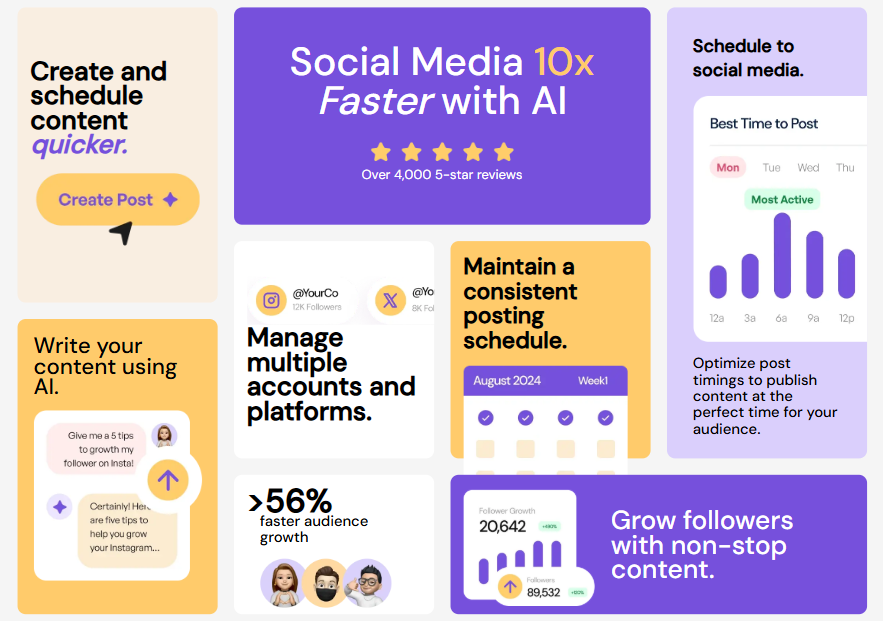 Create and
schedule
content
quicker.
Create Post
Social Media 10x
Faster with AI
Over 4,000 5-star reviews
Schedule to
social media.
Best Time to Post
Mon Tue Wed Thu
Most Active
12a 3a 6a 9a 12p
Optimize post
timings to publish
content at the
perfect time for your
audience.
Write your
content using
AI.
Give me a 5 tips
to growth my
follower on Insta!
Certainly! Here
are five tips to
help you grow
your Instagram...
@YourCo
12K Followers
@You
8K Fol
Manage
multiple
accounts and
platforms.
Maintain a
consistent
posting
schedule.
August 2024 Week1
>56%
faster audience
growth
Follower Growth
20,642
Followers
89,532
Grow followers
with non-stop
content.